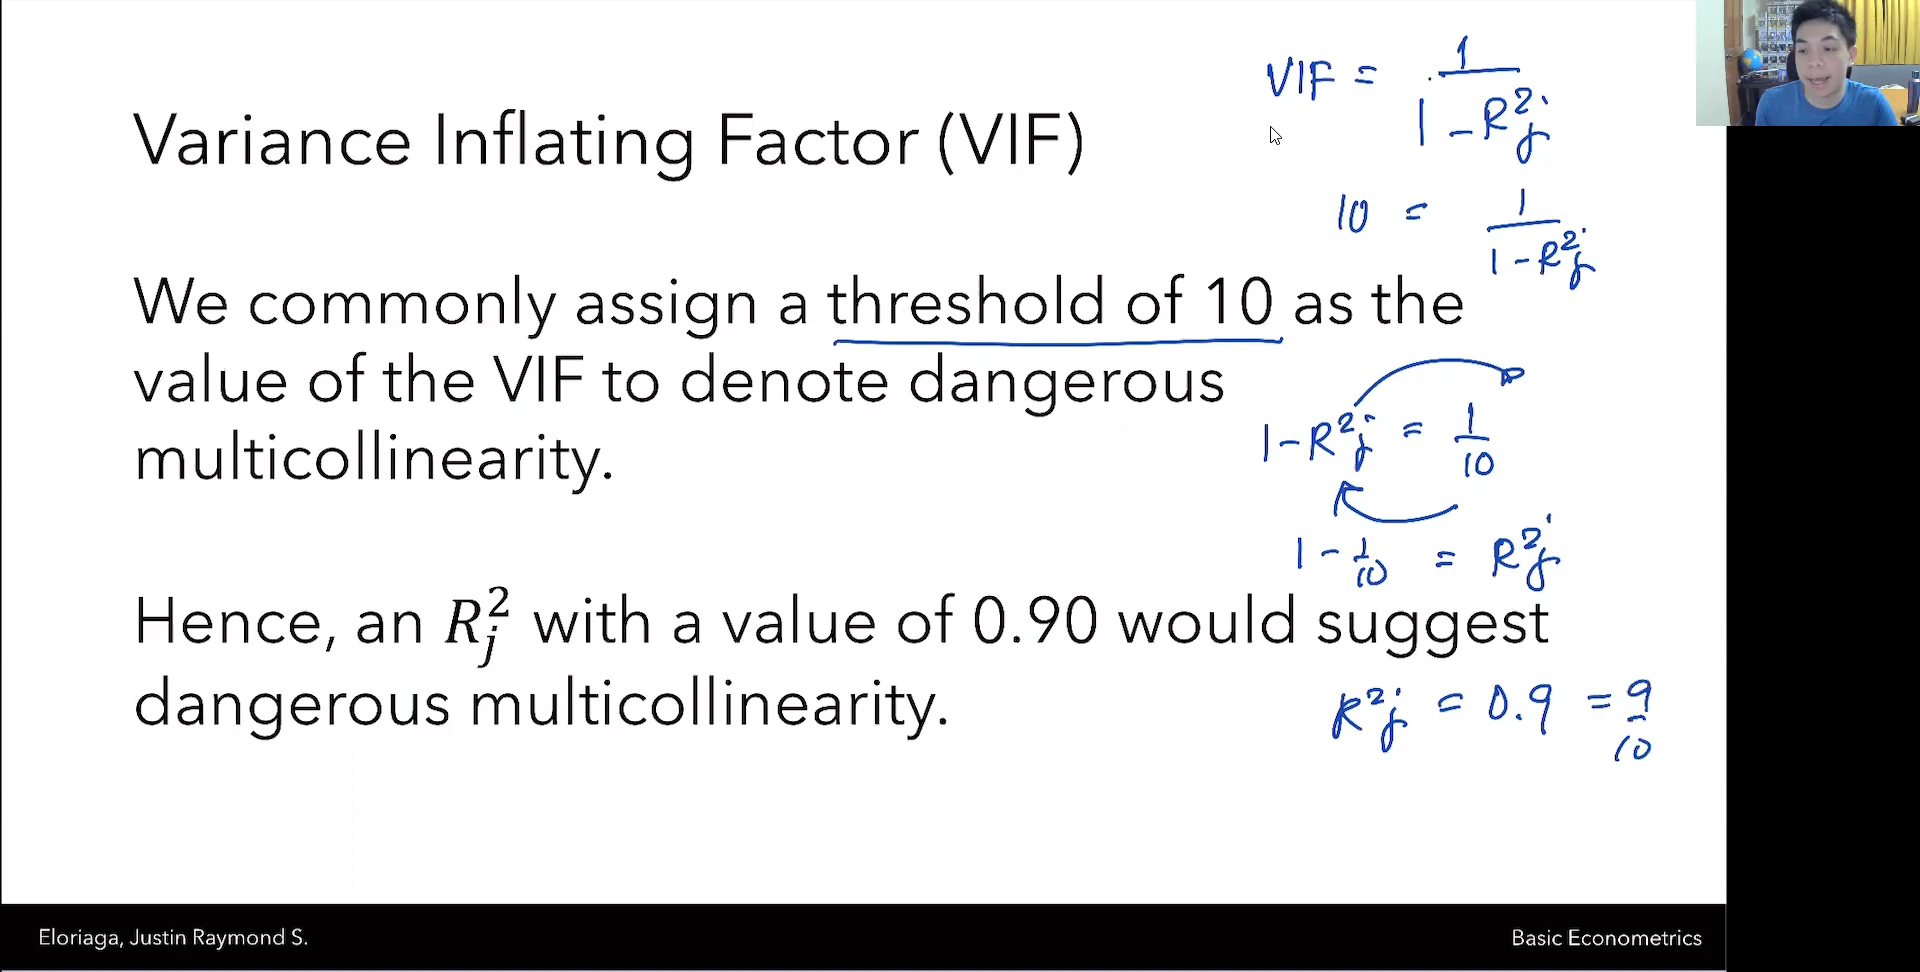 Variance Inflating Factor (VIF)
VIF = 1 / 1 - R²j
10 = 1 / 1 - R²j
We commonly assign a threshold of 10 as the
value of the VIF to denote dangerous
multicollinearity.
1 - R²j = 1/10
1 - 1/10 = R²j
Hence, an R²j with a value of 0.90 would suggest
dangerous multicollinearity.
R²j = 0.9 = 9/10
Eloriaga, Justin Raymond S.
Basic Econometrics